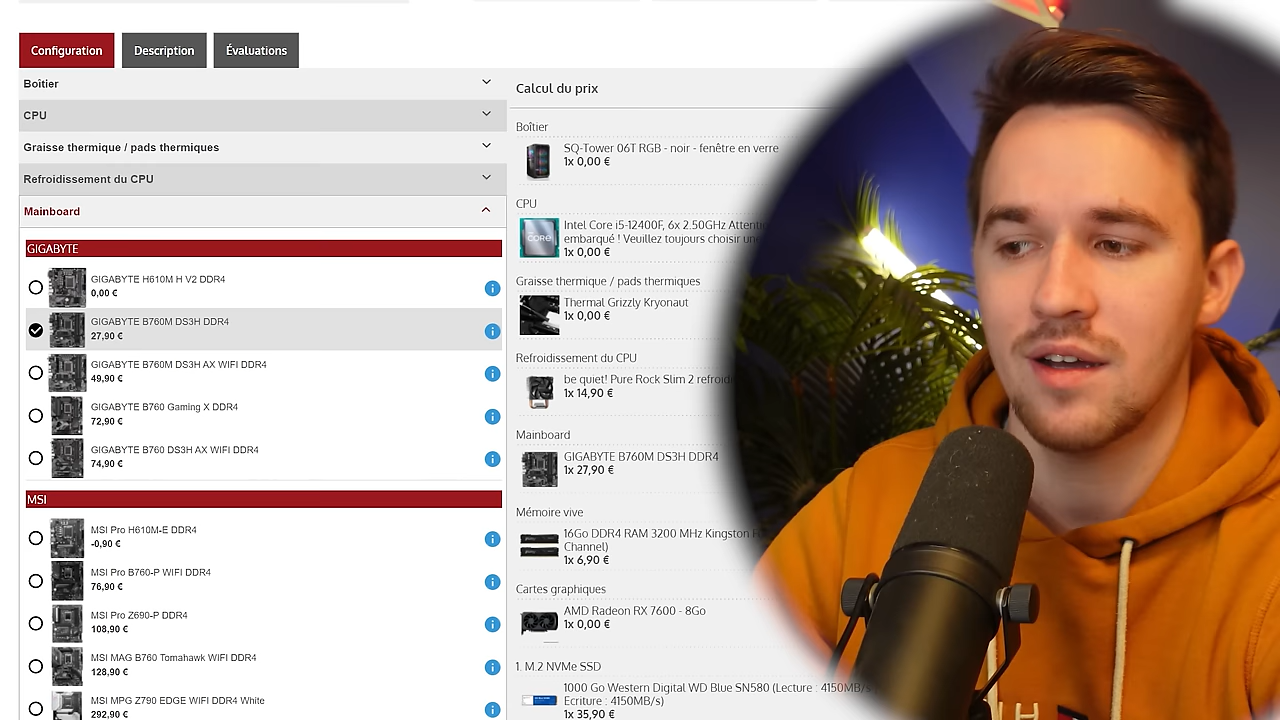 Configuration
Description
Évaluations
Boîtier
CPU
Graisse thermique / pads thermiques
Refroidissement du CPU
Mainboard
GIGABYTE
GIGABYTE H610M H V2 DDR4
0,00 €
GIGABYTE B760M DS3H DDR4
27,90 €
GIGABYTE B760M DS3H AX WIFI DDR4
49,90 €
GIGABYTE B760 Gaming X DDR4
72,90 €
GIGABYTE B760 DS3H AX WIFI DDR4
74,90 €
MSI
MSI Pro H610M-E DDR4
-0,90 €
MSI Pro B760-P WIFI DDR4
76,90 €
MSI Pro Z690-P DDR4
108,90 €
MSI MAG B760 Tomahawk WIFI DDR4
128,90 €
MSI MPG Z790 EDGE WIFI DDR4 White
292,90 €
Calcul du prix
Boîtier
SQ-Tower 06T RGB - noir - fenêtre en verre
1x 0,00 €
CPU
Intel Core i5-12400F, 6x 2.50GHz
embarqué ! Veuillez toujours choisir
1x 0,00 €
Graisse thermique / pads thermiques
Thermal Grizzly Kryonaut
1x 0,00 €
Refroidissement du CPU
be quiet! Pure Rock Slim 2
1x 14,90 €
Mainboard
GIGABYTE B760M DS3H DDR4
1x 27,90 €
Mémoire vive
16Go DDR4 RAM 3200 MHz Kingston
Channel)
1x 6,90 €
Cartes graphiques
AMD Radeon RX 7600 - 8Go
1x 0,00 €
1. M.2 NVMe SSD
1000 Go Western Digital WD Blue SN580 (Lecture : 4150MB/s
Ecriture : 4150MB/s)
1x 35,90 €